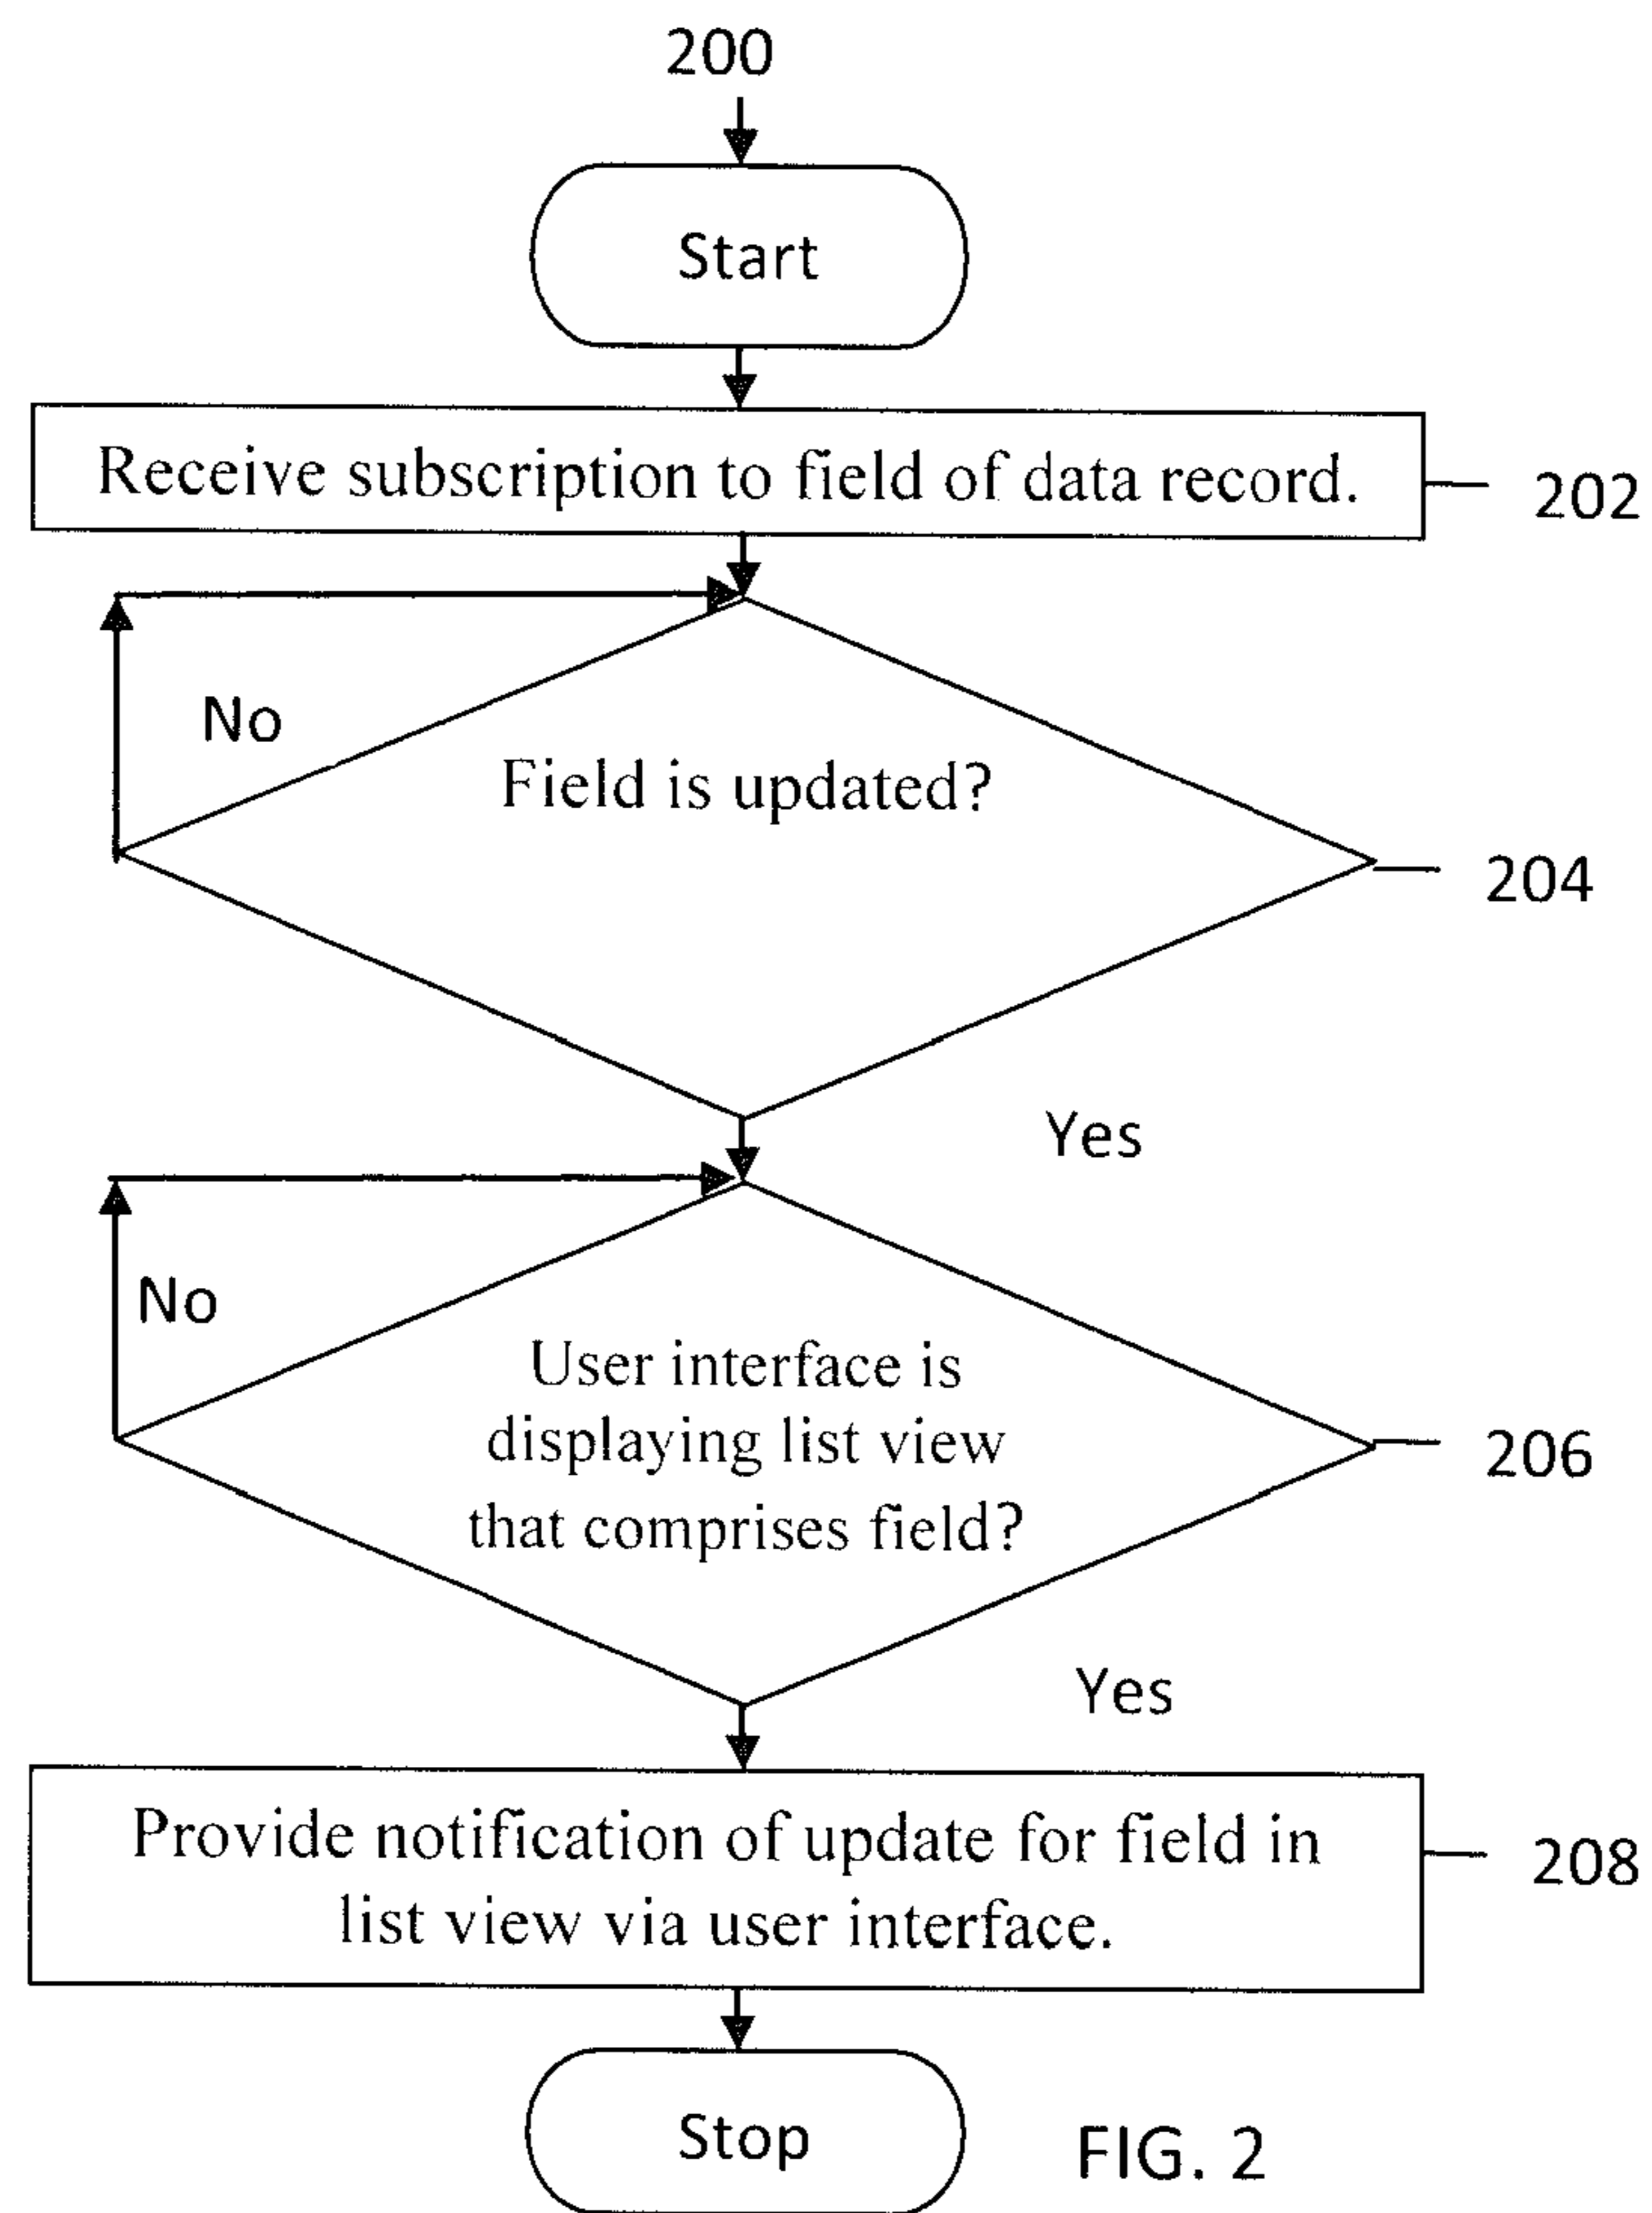 200
Start
Receive subscription to field of data record.
202
No
Field is updated?
204
Yes
No
User interface is
displaying list view
that comprises field?
206
Yes
Provide notification of update for field in
list view via user interface.
208
Stop
FIG. 2